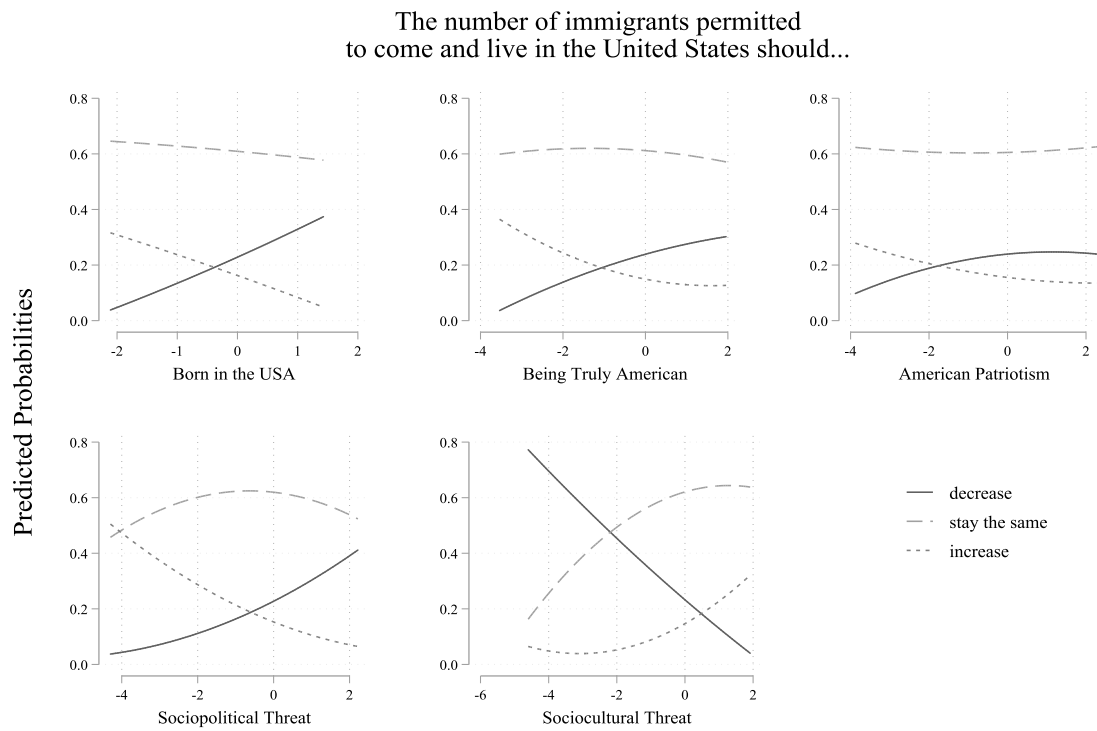 The number of immigrants permitted
to come and live in the United States should...
Predicted Probabilities
0.8
0.6
0.4
0.2
0.0
-2 -1 0 1 2
Born in the USA
0.8
0.6
0.4
0.2
0.0
-4 -2 0 2
Being Truly American
0.8
0.6
0.4
0.2
0.0
-4 -2 0 2
American Patriotism
0.8
0.6
0.4
0.2
0.0
-4 -2 0 2
Sociopolitical Threat
0.8
0.6
0.4
0.2
0.0
-6 -4 -2 0 2
Sociocultural Threat
decrease
stay the same
increase